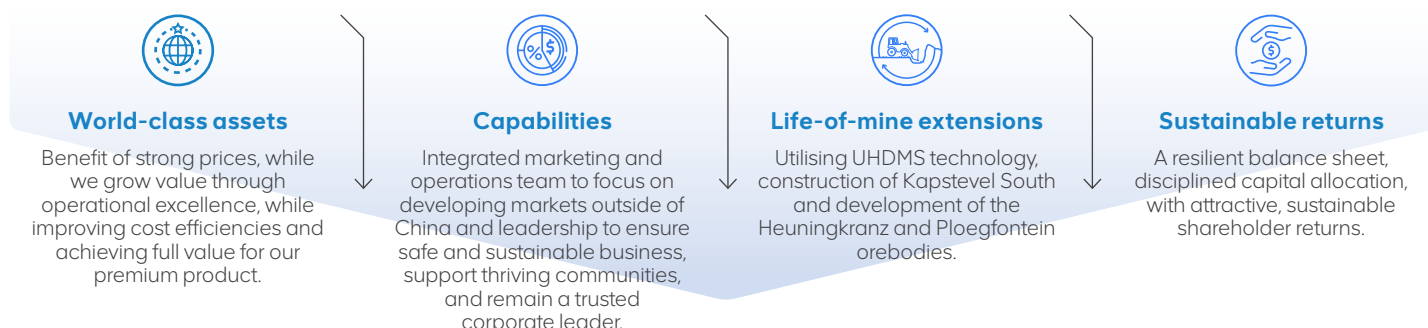 World-class assets
Benefit of strong prices, while
we grow value through
operational excellence, while
improving cost efficiencies and
achieving full value for our
premium product.
Capabilities
Integrated marketing and
operations team to focus on
developing markets outside of
China and leadership to ensure
safe and sustainable business,
support thriving communities,
and remain a trusted
corporate leader.
Life-of-mine extensions
Utilising UHDMS technology,
construction of Kapstevel South
and development of the
Heuningkranz and Ploegfontein
orebodies.
Sustainable returns
A resilient balance sheet,
disciplined capital allocation,
with attractive, sustainable
shareholder returns.